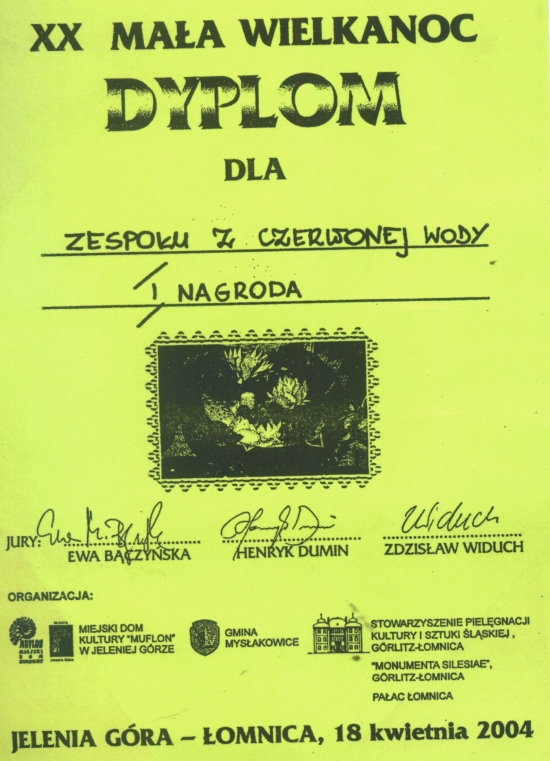 XX MAŁA WIELKANOC
DYPLOM
DLA
ZESPOŁU Z CZERWONEJ WODY
I NAGRODA
JURY:
EWA BĄCZYŃSKA
HENRYK DUMIN
Widuch
ZDZISŁAW WIDUCH
ORGANIZACJA:
MUFLON
MIEJSKI DOM
KULTURY "MUFLON"
W JELENIEJ GÓRZE
GMINA
MYSŁAKOWICE
STOWARZYSZENIE PIELĘGNACJI
KULTURY I SZTUKI ŚLĄSKIEJ,
GÖRLITZ-ŁOMNICA
"MONUMENTA SILESIAE",
GÖRLITZ-ŁOMNICA
PAŁAC ŁOMNICA
JELENIA GÓRA – ŁOMNICA, 18 kwietnia 2004